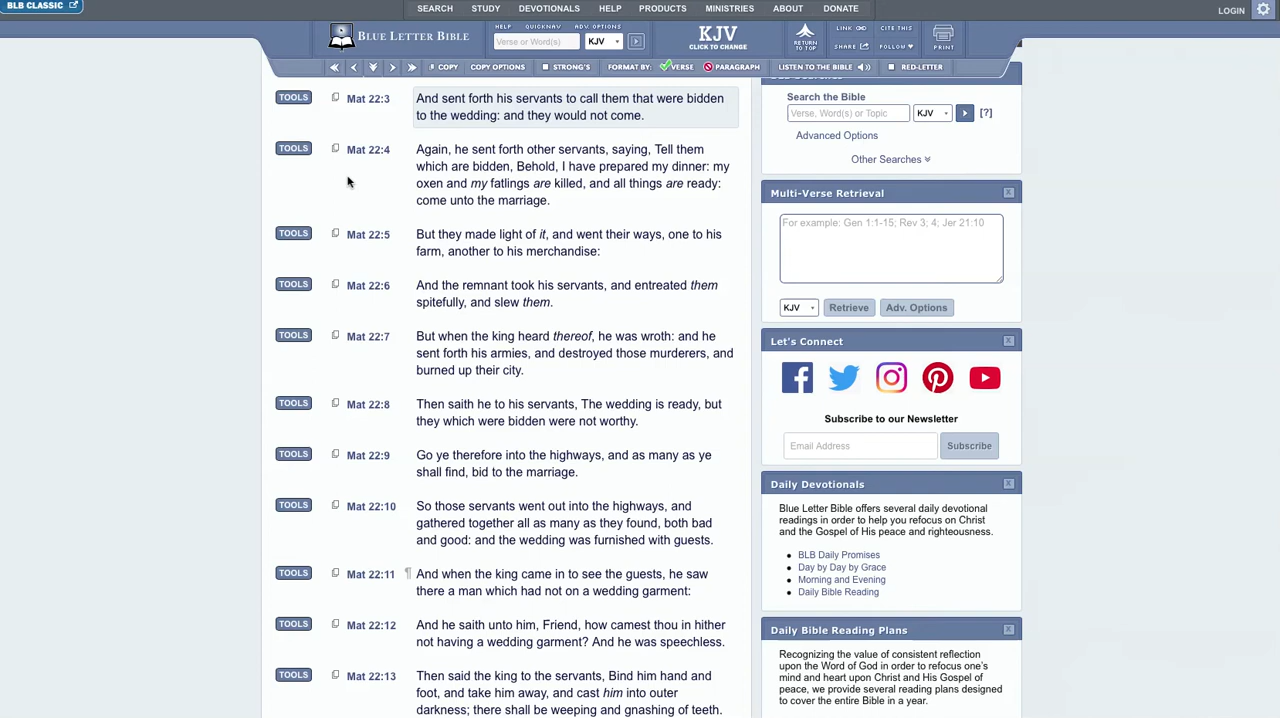 BLB CLASSIC
SEARCH STUDY DEVOTIONALS HELP PRODUCTS MINISTRIES ABOUT DONATE
LOGIN
BLUE LETTER BIBLE
HELP QUICKNAV ADV. OPTIONS
Verse or Word(s) KJV
KJV
CLICK TO CHANGE
RETURN
TO TOP
LINK CITE THIS
SHARE FOLLOW
PRINT
COPY COPY OPTIONS STRONG'S FORMAT BY: VERSE PARAGRAPH LISTEN TO THE BIBLE RED-LETTER
TOOLS Mat 22:3 And sent forth his servants to call them that were bidden
to the wedding: and they would not come.
TOOLS Mat 22:4 Again, he sent forth other servants, saying, Tell them
which are bidden, Behold, I have prepared my dinner: my
oxen and my fatlings are killed, and all things are ready:
come unto the marriage.
TOOLS Mat 22:5 But they made light of it, and went their ways, one to his
farm, another to his merchandise:
TOOLS Mat 22:6 And the remnant took his servants, and entreated them
spitefully, and slew them.
TOOLS Mat 22:7 But when the king heard thereof, he was wroth: and he
sent forth his armies, and destroyed those murderers, and
burned up their city.
TOOLS Mat 22:8 Then saith he to his servants, The wedding is ready, but
they which were bidden were not worthy.
TOOLS Mat 22:9 Go ye therefore into the highways, and as many as ye
shall find, bid to the marriage.
TOOLS Mat 22:10 So those servants went out into the highways, and
gathered together all as many as they found, both bad
and good: and the wedding was furnished with guests.
TOOLS Mat 22:11 ¶ And when the king came in to see the guests, he saw
there a man which had not on a wedding garment:
TOOLS Mat 22:12 And he saith unto him, Friend, how camest thou in hither
not having a wedding garment? And he was speechless.
TOOLS Mat 22:13 Then said the king to the servants, Bind him hand and
foot, and take him away, and cast him into outer
darkness; there shall be weeping and gnashing of teeth.
Search the Bible
Verse, Word(s) or Topic KJV [?]
Advanced Options
Other Searches
Multi-Verse Retrieval X
For example: Gen 1:1-15; Rev 3; 4; Jer 21:10
KJV Retrieve Adv. Options
Let's Connect X
Subscribe to our Newsletter
Email Address Subscribe
Daily Devotionals X
Blue Letter Bible offers several daily devotional
readings in order to help you refocus on Christ
and the Gospel of His peace and righteousness.
BLB Daily Promises
Day by Day by Grace
Morning and Evening
Daily Bible Reading
Daily Bible Reading Plans X
Recognizing the value of consistent reflection
upon the Word of God in order to refocus one's
mind and heart upon Christ and His Gospel of
peace, we provide several reading plans designed
to cover the entire Bible in a year.